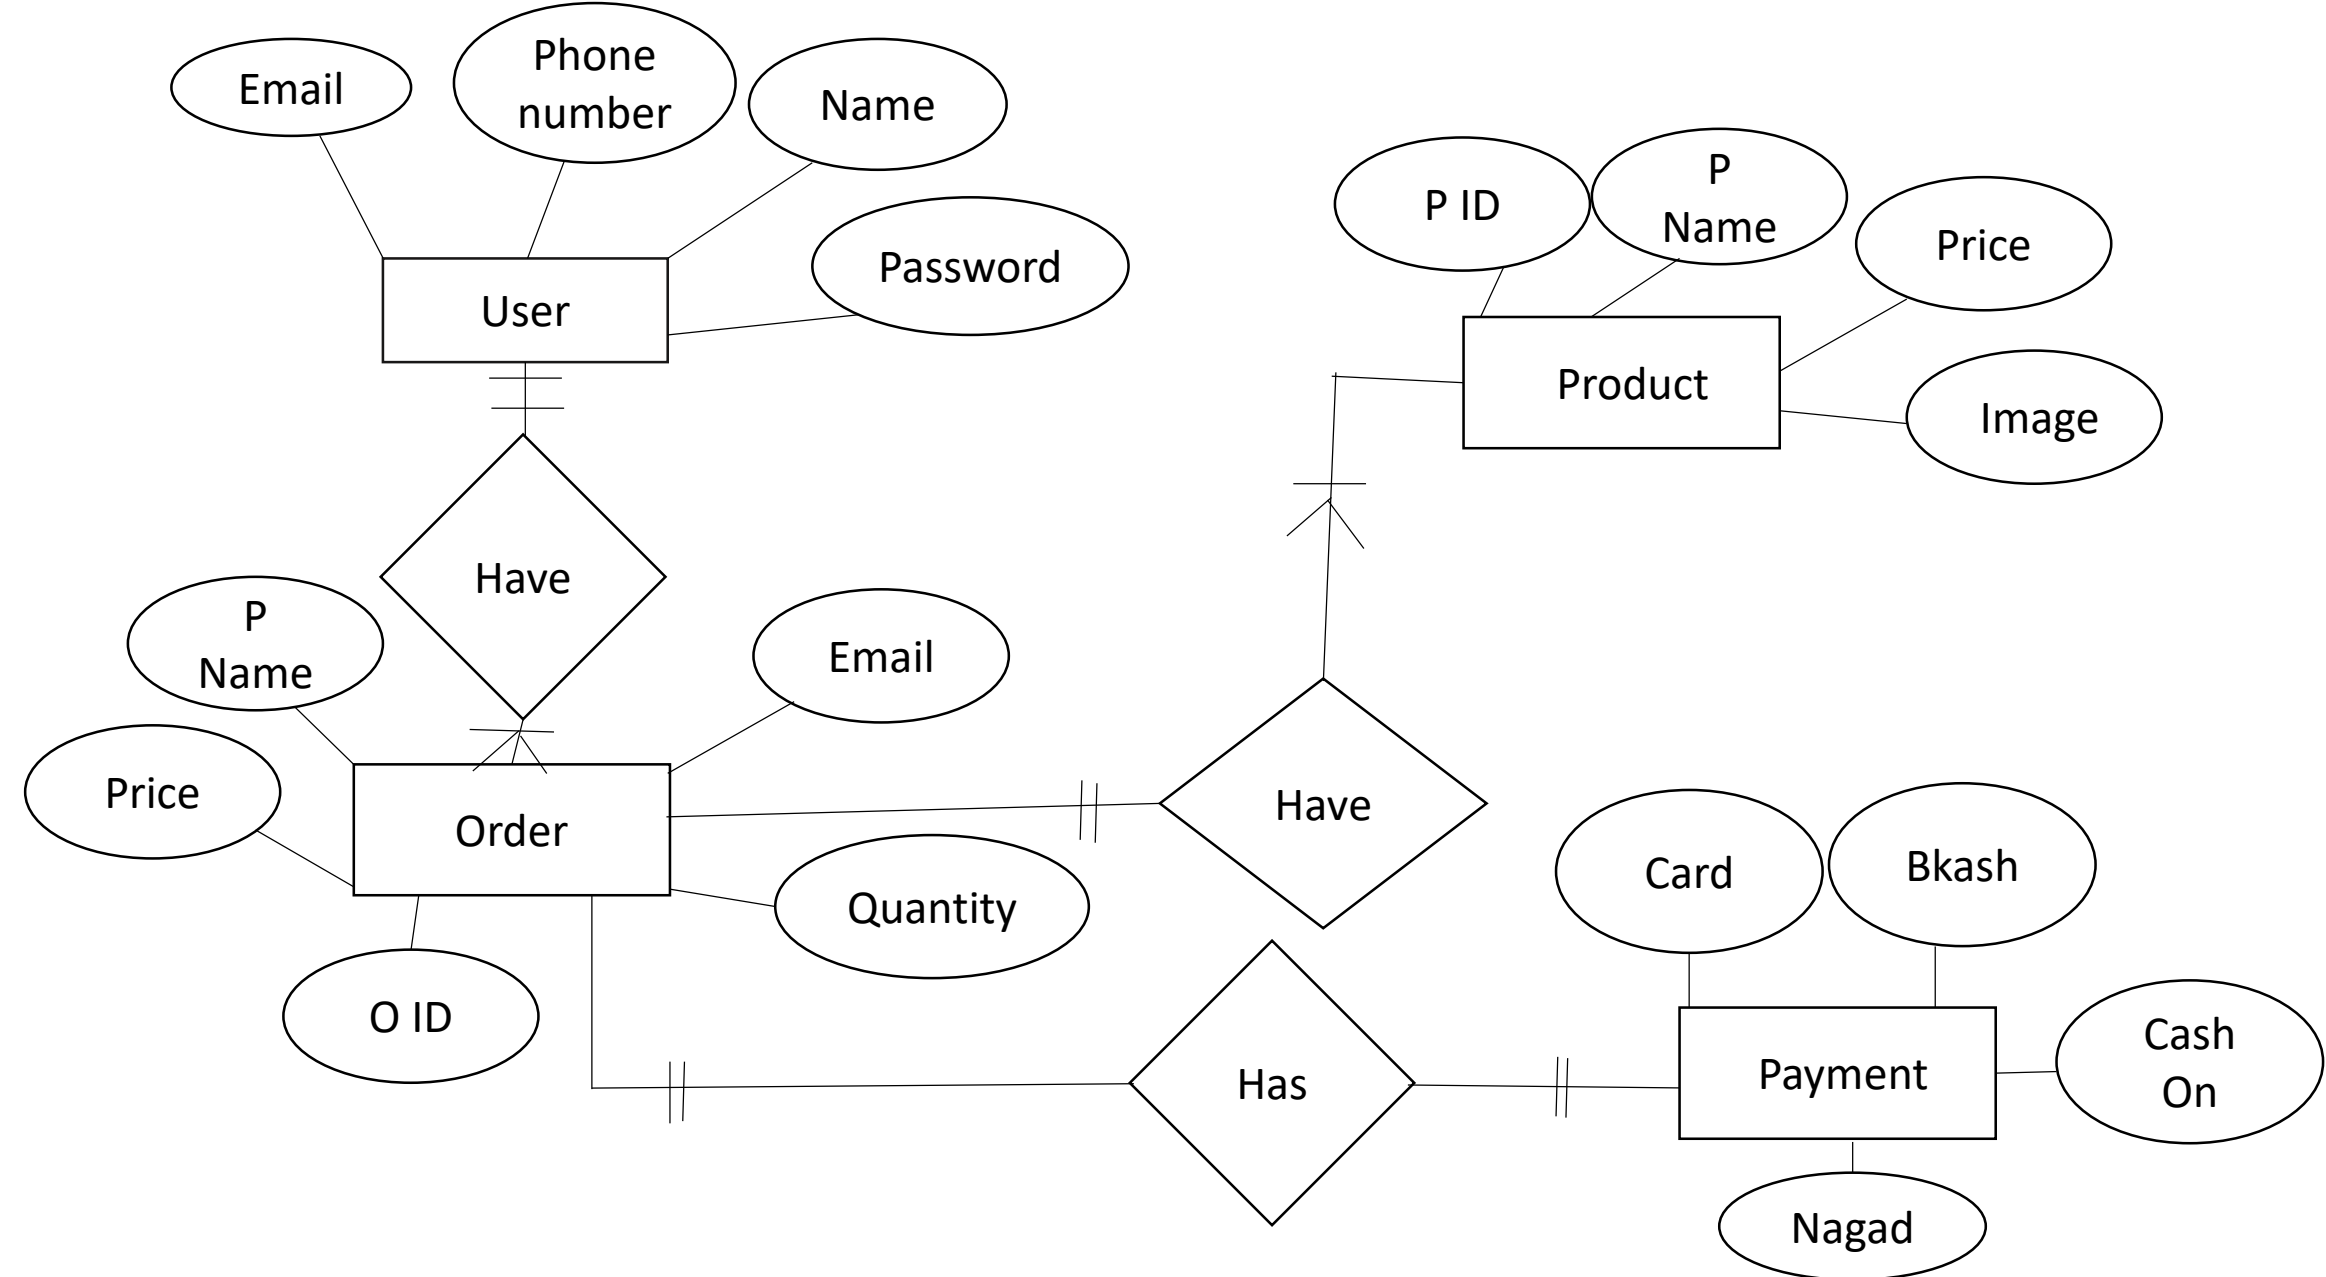 Email
Phone
number
Name
Password
User
P ID
P
Name
Price
Image
Product
Have
P
Name
Price
Email
Order
Quantity
O ID
Have
Has
Card
Bkash
Cash
On
Payment
Nagad